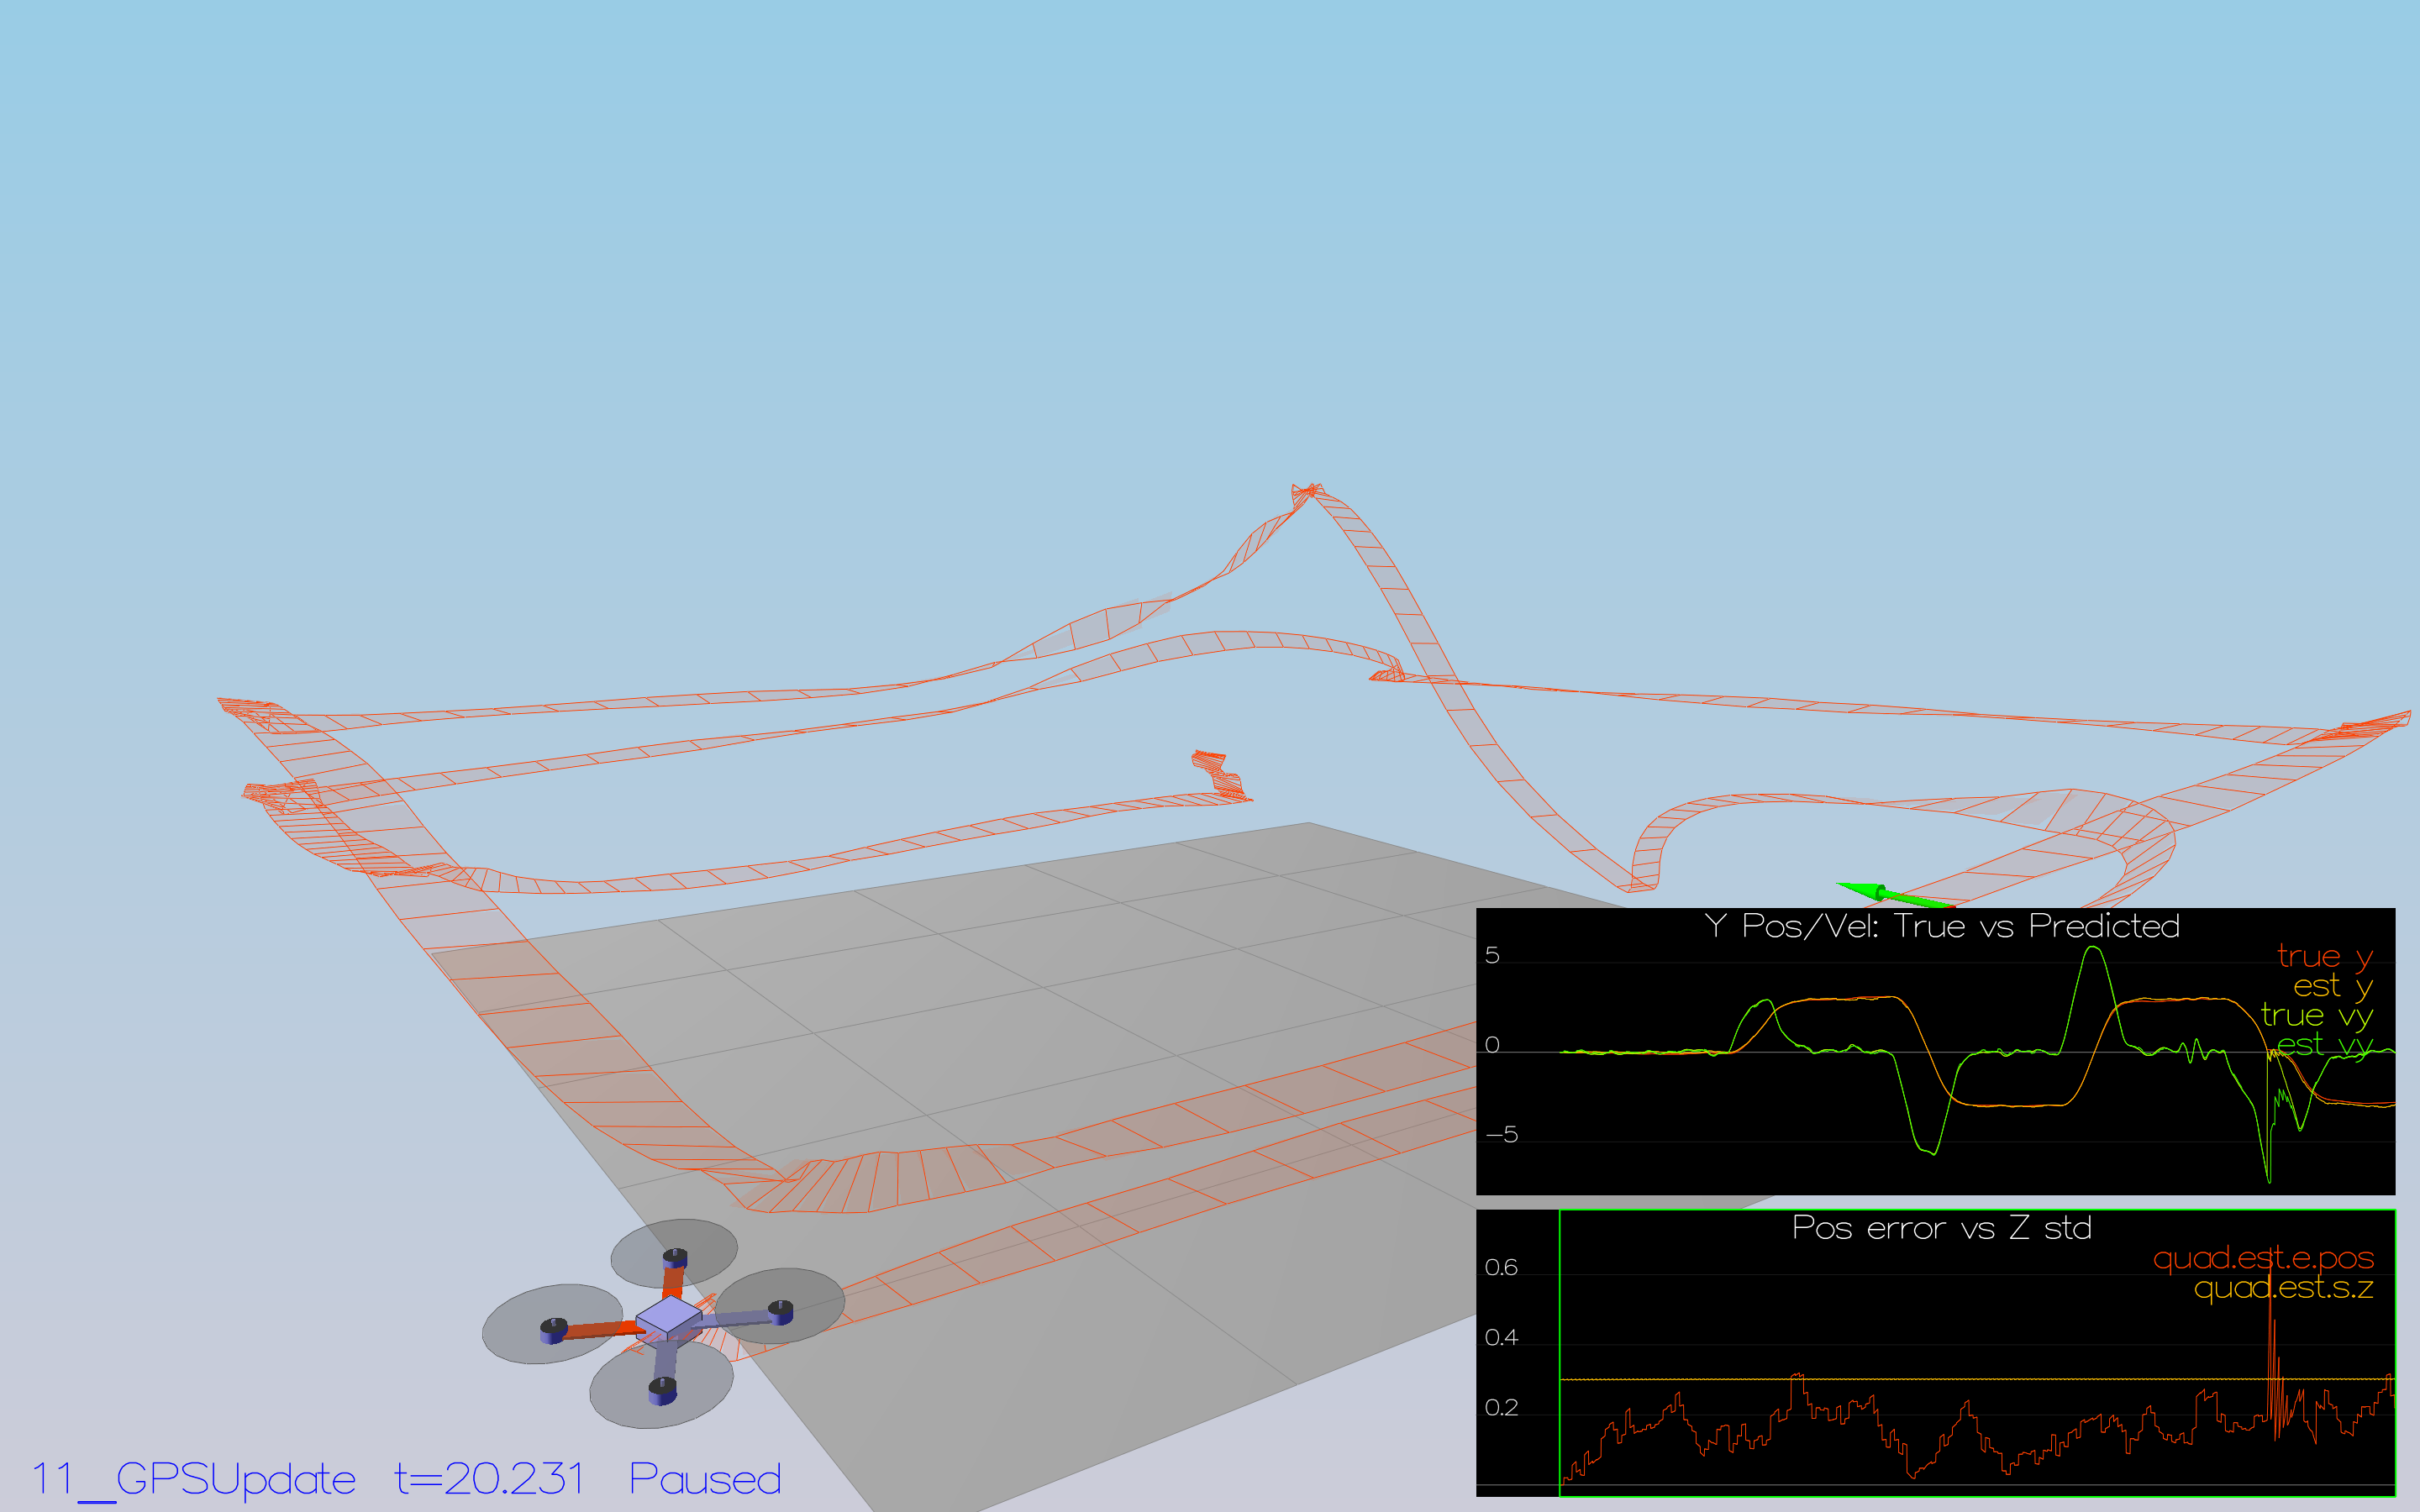 Y Pos/Vel: True vs Predicted
5
true y
est y
true vy
0
est vy
−5
Pos error vs Z std
quad.est.e.pos
0.6
quad.est.s.z
0.4
0.2
11__GPSUpdate t=20.231 Paused